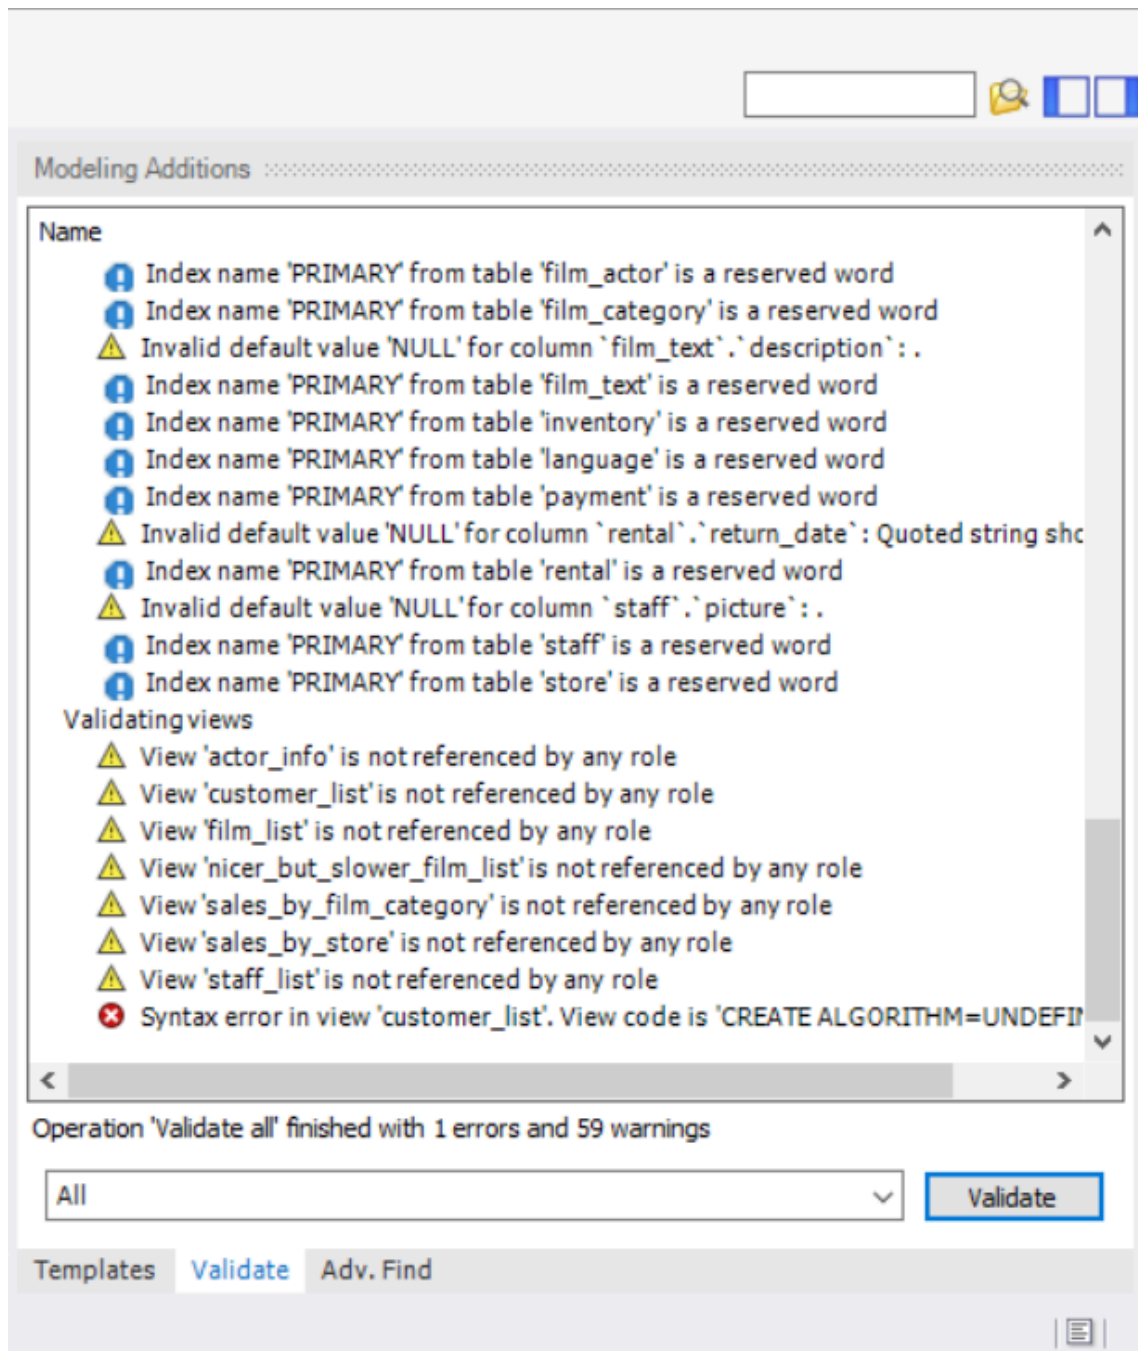 Modeling Additions
Name
Index name 'PRIMARY' from table 'film_actor' is a reserved word
Index name 'PRIMARY' from table 'film_category' is a reserved word
Invalid default value 'NULL' for column `film_text`.`description`: .
Index name 'PRIMARY' from table 'film_text' is a reserved word
Index name 'PRIMARY' from table 'inventory' is a reserved word
Index name 'PRIMARY' from table 'language' is a reserved word
Index name 'PRIMARY' from table 'payment' is a reserved word
Invalid default value 'NULL' for column `rental`.`return_date`: Quoted string sho
Index name 'PRIMARY' from table 'rental' is a reserved word
Invalid default value 'NULL' for column `staff`.`picture`: .
Index name 'PRIMARY' from table 'staff' is a reserved word
Index name 'PRIMARY' from table 'store' is a reserved word
Validating views
View 'actor_info' is not referenced by any role
View 'customer_list' is not referenced by any role
View 'film_list' is not referenced by any role
View 'nicer_but_slower_film_list' is not referenced by any role
View 'sales_by_film_category' is not referenced by any role
View 'sales_by_store' is not referenced by any role
View 'staff_list' is not referenced by any role
Syntax error in view 'customer_list'. View code is 'CREATE ALGORITHM=UNDEFIN
Operation 'Validate all' finished with 1 errors and 59 warnings
All
Validate
Templates Validate Adv. Find